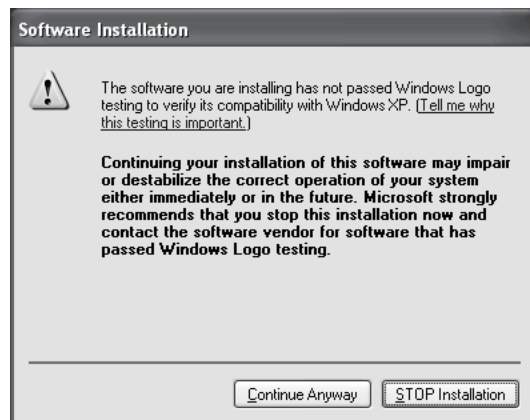 Software Installation
The software you are installing has not passed Windows Logo
testing to verify its compatibility with Windows XP. (Tell me why
this testing is important.)
Continuing your installation of this software may impair
or destabilize the correct operation of your system
either immediately or in the future. Microsoft strongly
recommends that you stop this installation now and
contact the software vendor for software that has
passed Windows Logo testing.
Continue Anyway
STOP Installation